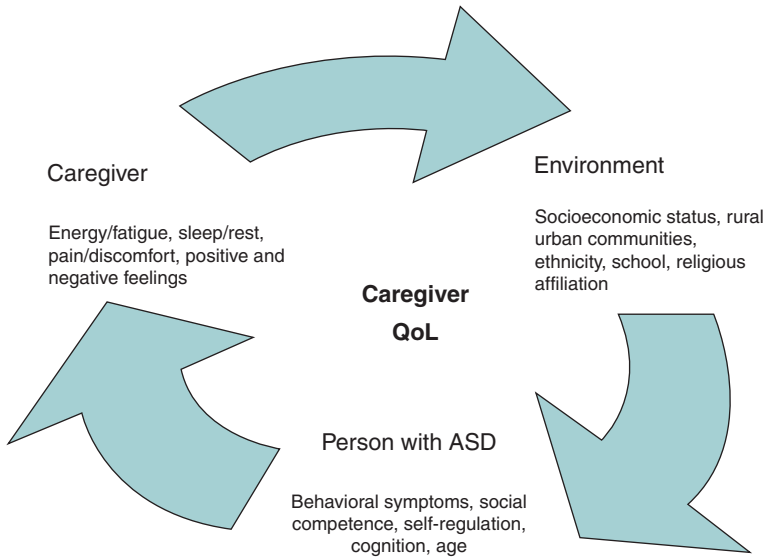 Caregiver
Energy/fatigue, sleep/rest,
pain/discomfort, positive and
negative feelings
Environment
Socioeconomic status, rural
urban communities,
ethnicity, school, religious
affiliation
Caregiver
QoL
Person with ASD
Behavioral symptoms, social
competence, self-regulation,
cognition, age